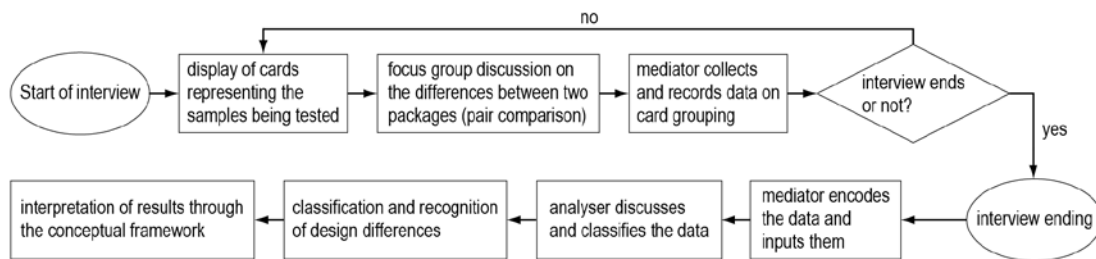 no
Start of interview
display of cards
representing the
samples being tested
focus group discussion on
the differences between two
packages (pair comparison)
mediator collects
and records data on
card grouping
interview ends
or not?
yes
interview ending
mediator encodes
the data and
inputs them
analyser discusses
and classifies the data
classification and recognition
of design differences
interpretation of results through
the conceptual framework